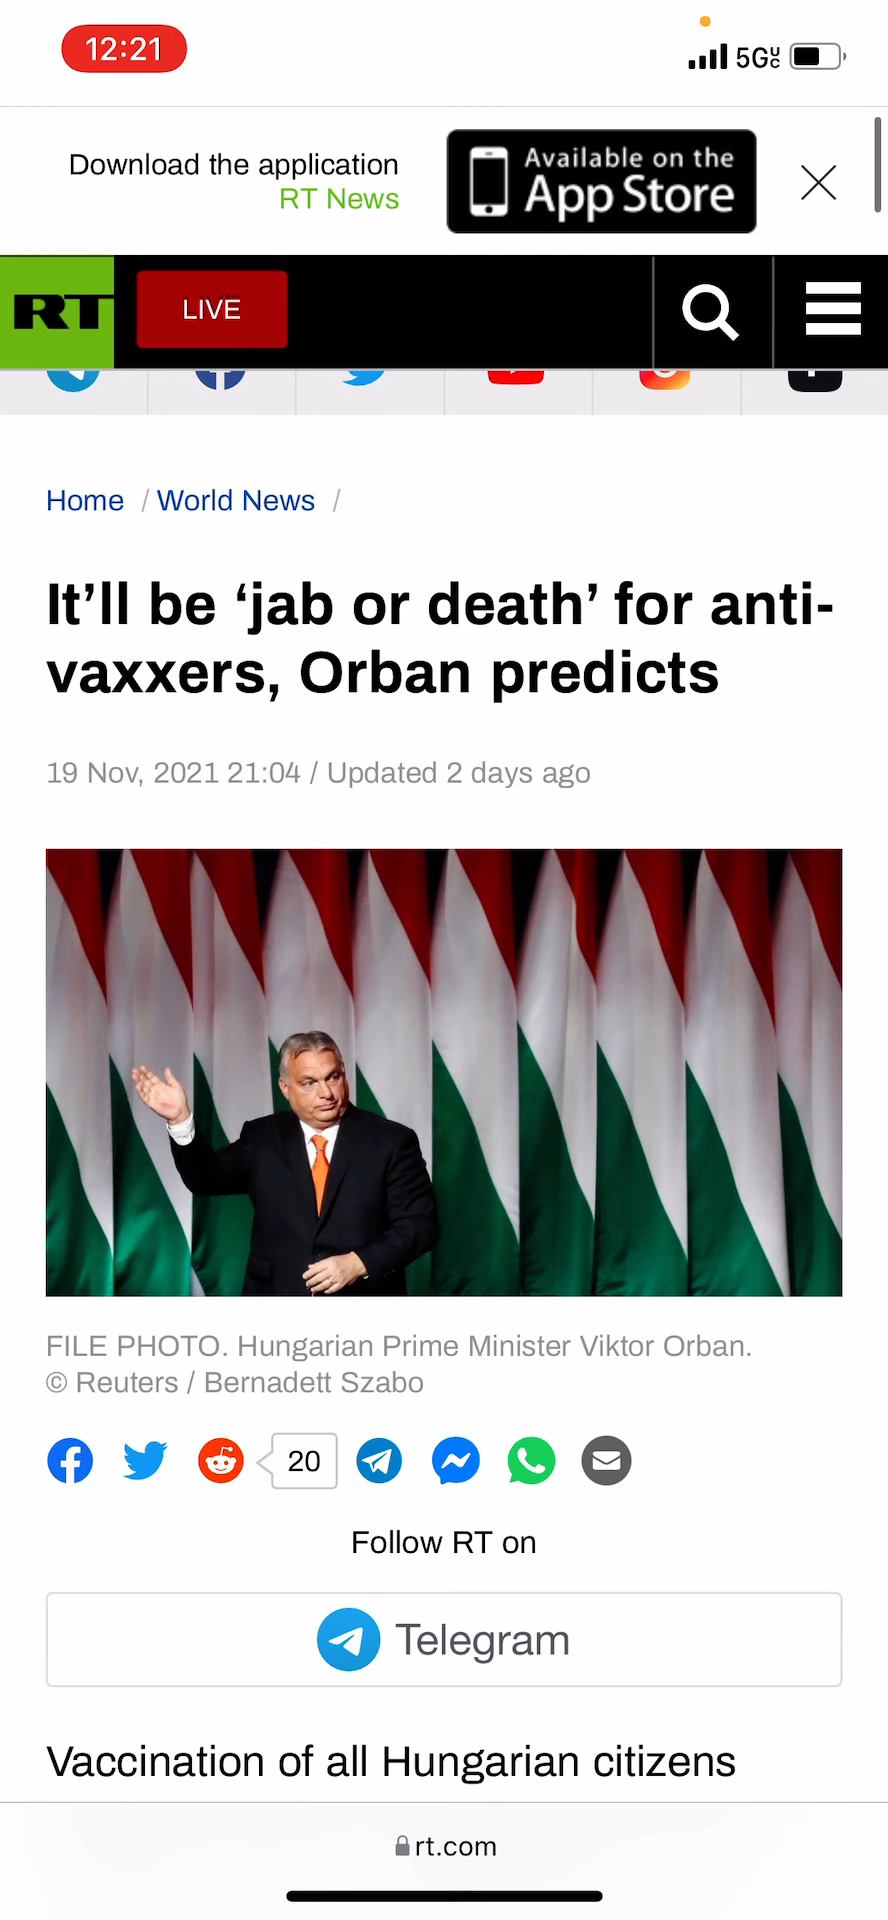 12:21
5G UC
Download the application
RT News
Available on the
App Store
RT
LIVE
Home / World News /
It’ll be ‘jab or death’ for anti-
vaxxers, Orban predicts
19 Nov, 2021 21:04 / Updated 2 days ago
FILE PHOTO. Hungarian Prime Minister Viktor Orban.
© Reuters / Bernadett Szabo
20
Follow RT on
Telegram
Vaccination of all Hungarian citizens
rt.com